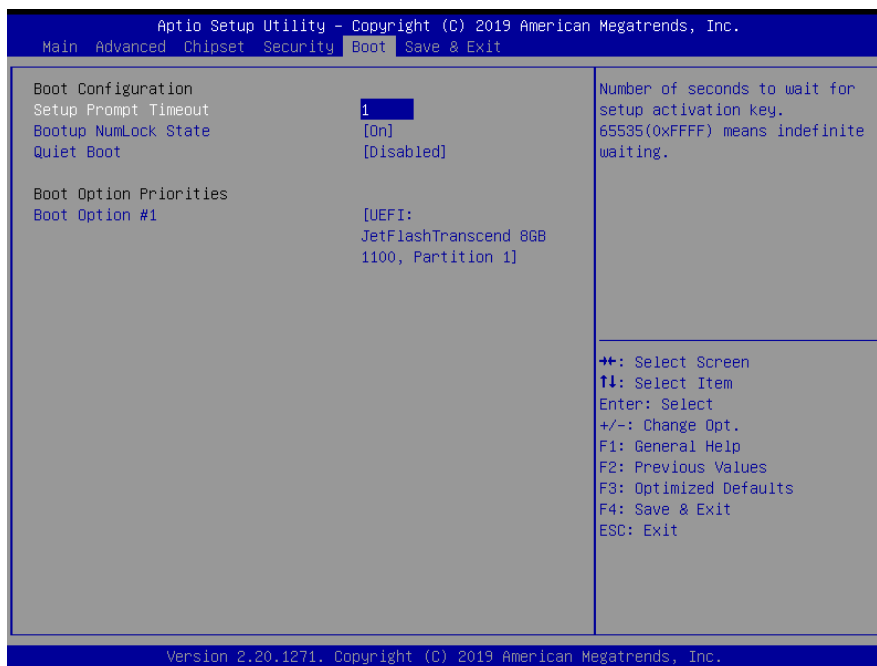 Aptio Setup Utility – Copyright (C) 2019 American Megatrends, Inc.
Main Advanced Chipset Security Boot Save & Exit
Boot Configuration
Setup Prompt Timeout 1
Bootup NumLock State [On]
Quiet Boot [Disabled]
Boot Option Priorities
Boot Option #1 [UEFI:
JetFlashTranscend 8GB
1100, Partition 1]
Number of seconds to wait for
setup activation key.
65535(0xFFFF) means indefinite
waiting.
→←: Select Screen
↑↓: Select Item
Enter: Select
+/-: Change Opt.
F1: General Help
F2: Previous Values
F3: Optimized Defaults
F4: Save & Exit
ESC: Exit
Version 2.20.1271. Copyright (C) 2019 American Megatrends, Inc.